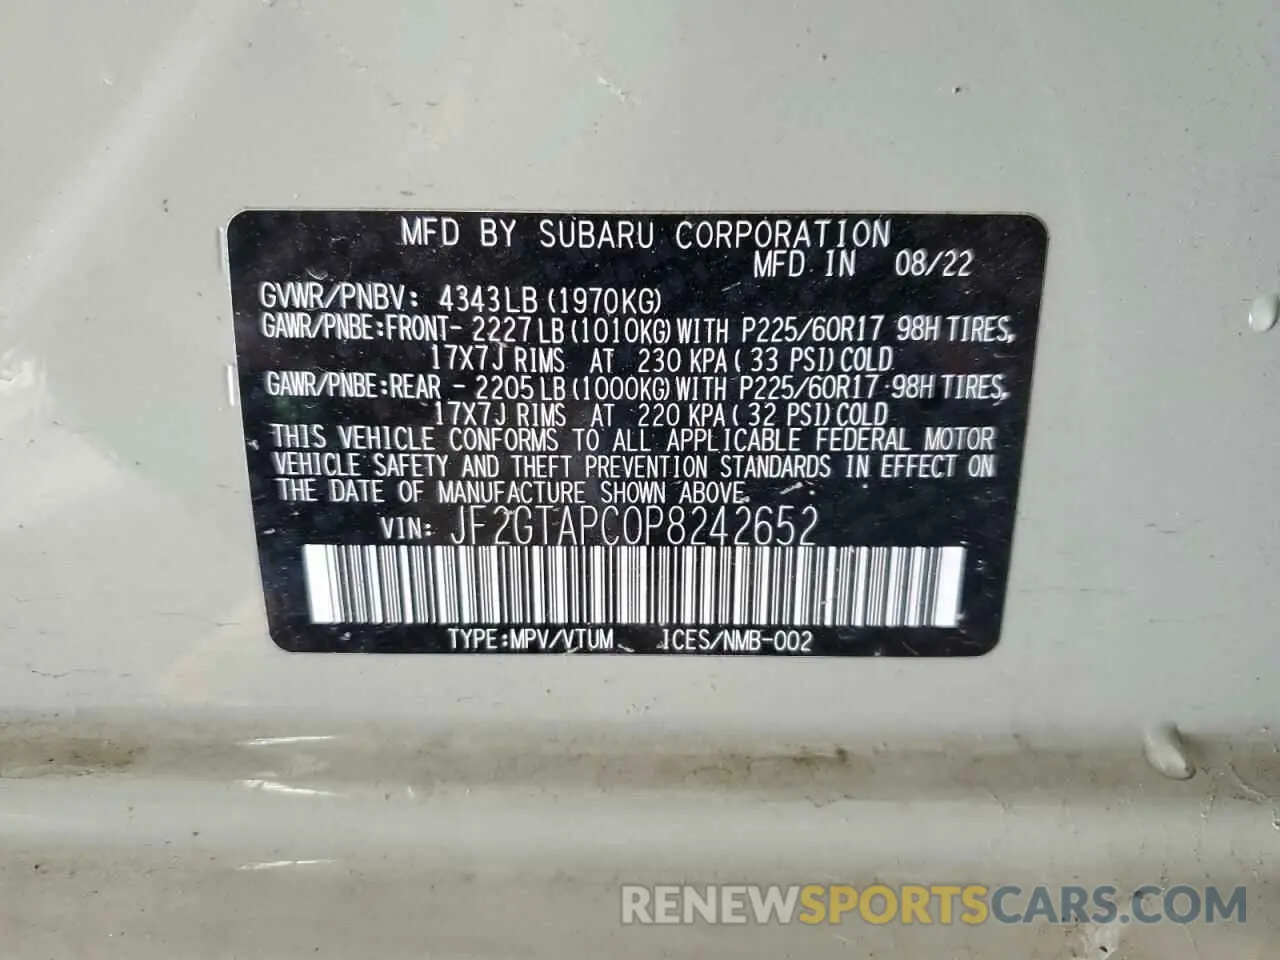 MFD BY SUBARU CORPORATION
MFD IN 08/22
GVWR/PNBV: 4343LB (1970KG)
GAWR/PNBE:FRONT- 2227 LB (1010KG) WITH P225/60R17 98H TIRES,
17X7J RIMS AT 230 KPA ( 33 PSI) COLD
GAWR/PNBE:REAR - 2205 LB (1000KG) WITH P225/60R17 98H TIRES,
17X7J RIMS AT 220 KPA ( 32 PSI) COLD
THIS VEHICLE CONFORMS TO ALL APPLICABLE FEDERAL MOTOR
VEHICLE SAFETY AND THEFT PREVENTION STANDARDS IN EFFECT ON
THE DATE OF MANUFACTURE SHOWN ABOVE.
VIN: JF2GTAPC0P8242652
TYPE:MPV/VTUM ICES/NMB-002
RENEWSPORTSCARS.COM